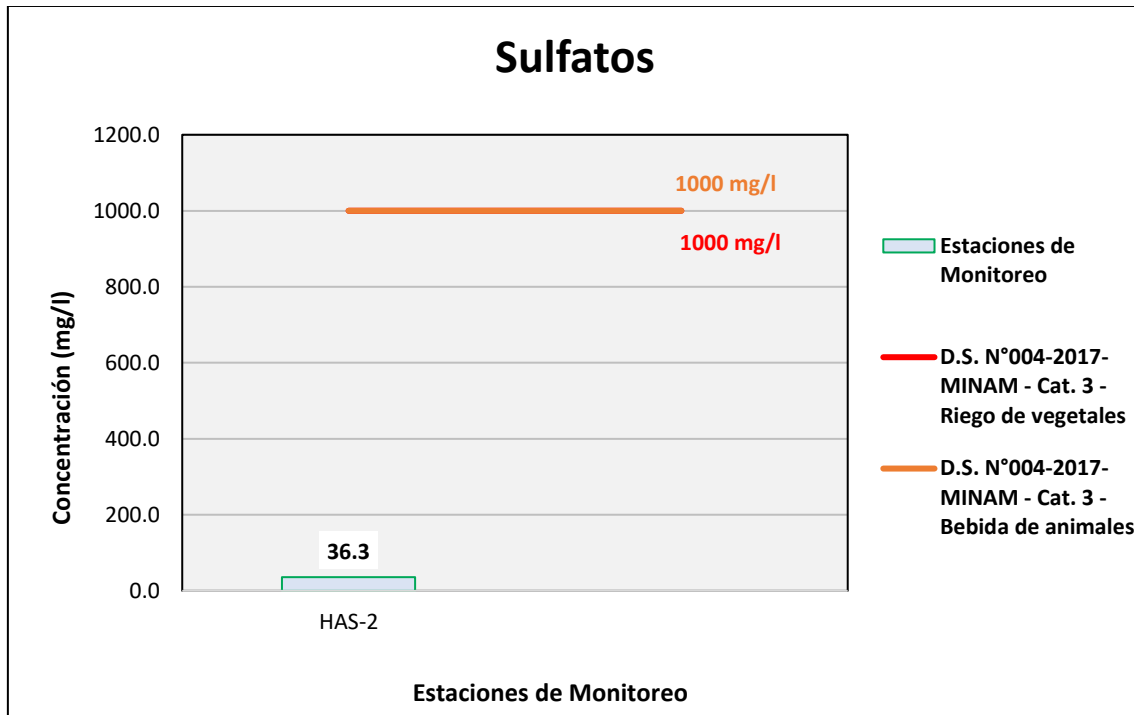 Sulfatos
1200.0
1000.0
800.0
600.0
400.0
200.0
0.0
Concentración (mg/l)
1000 mg/l
1000 mg/l
36.3
HAS-2
Estaciones de Monitoreo
Estaciones de
Monitoreo
D.S. N°004-2017-
MINAM - Cat. 3 -
Riego de vegetales
D.S. N°004-2017-
MINAM - Cat. 3 -
Bebida de animales